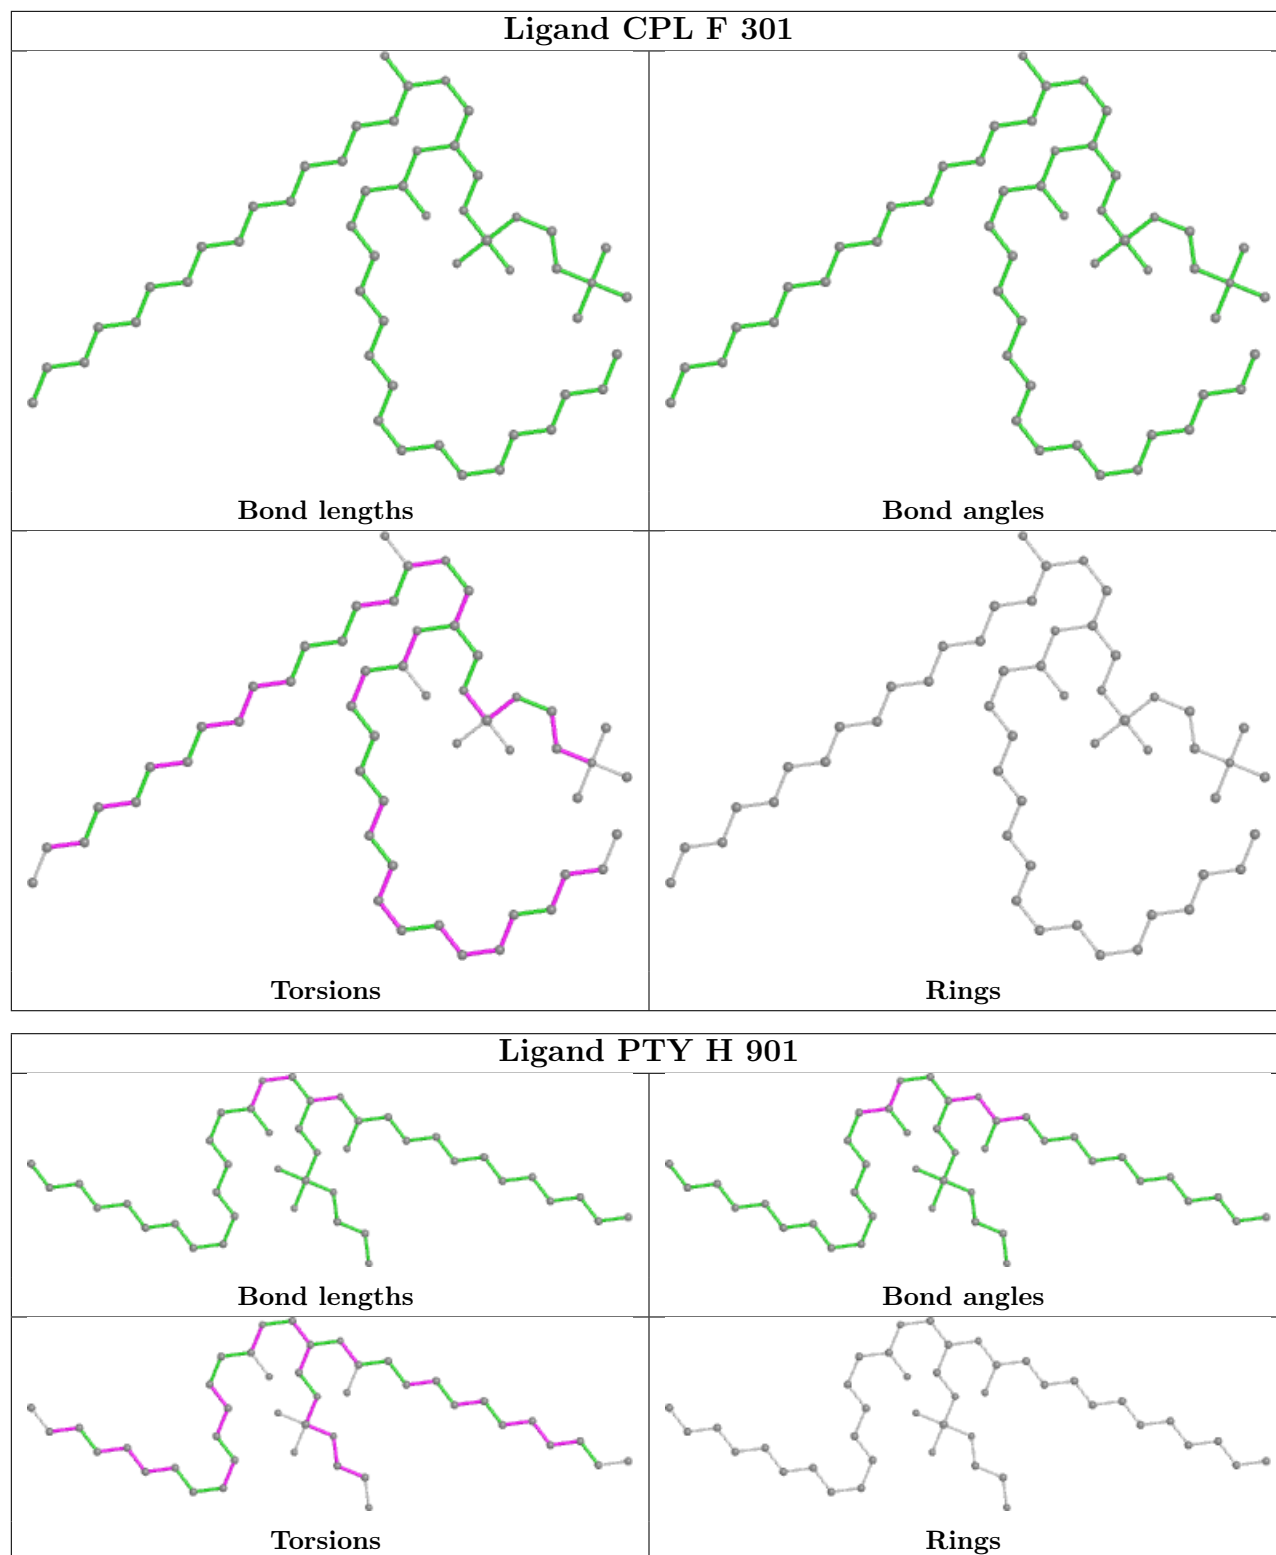 Ligand CPL F 301
Bond lengths
Bond angles
Torsions
Rings
Ligand PTY H 901
Bond lengths
Bond angles
Torsions
Rings